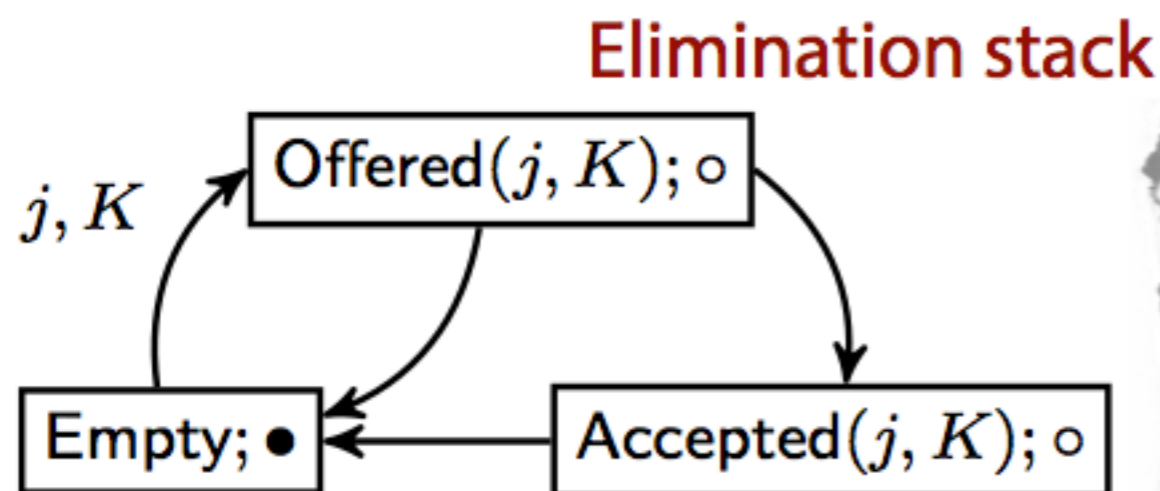 Elimination stack
Offered(j, K); ○
j, K
Empty; ●
Accepted(j, K); ○